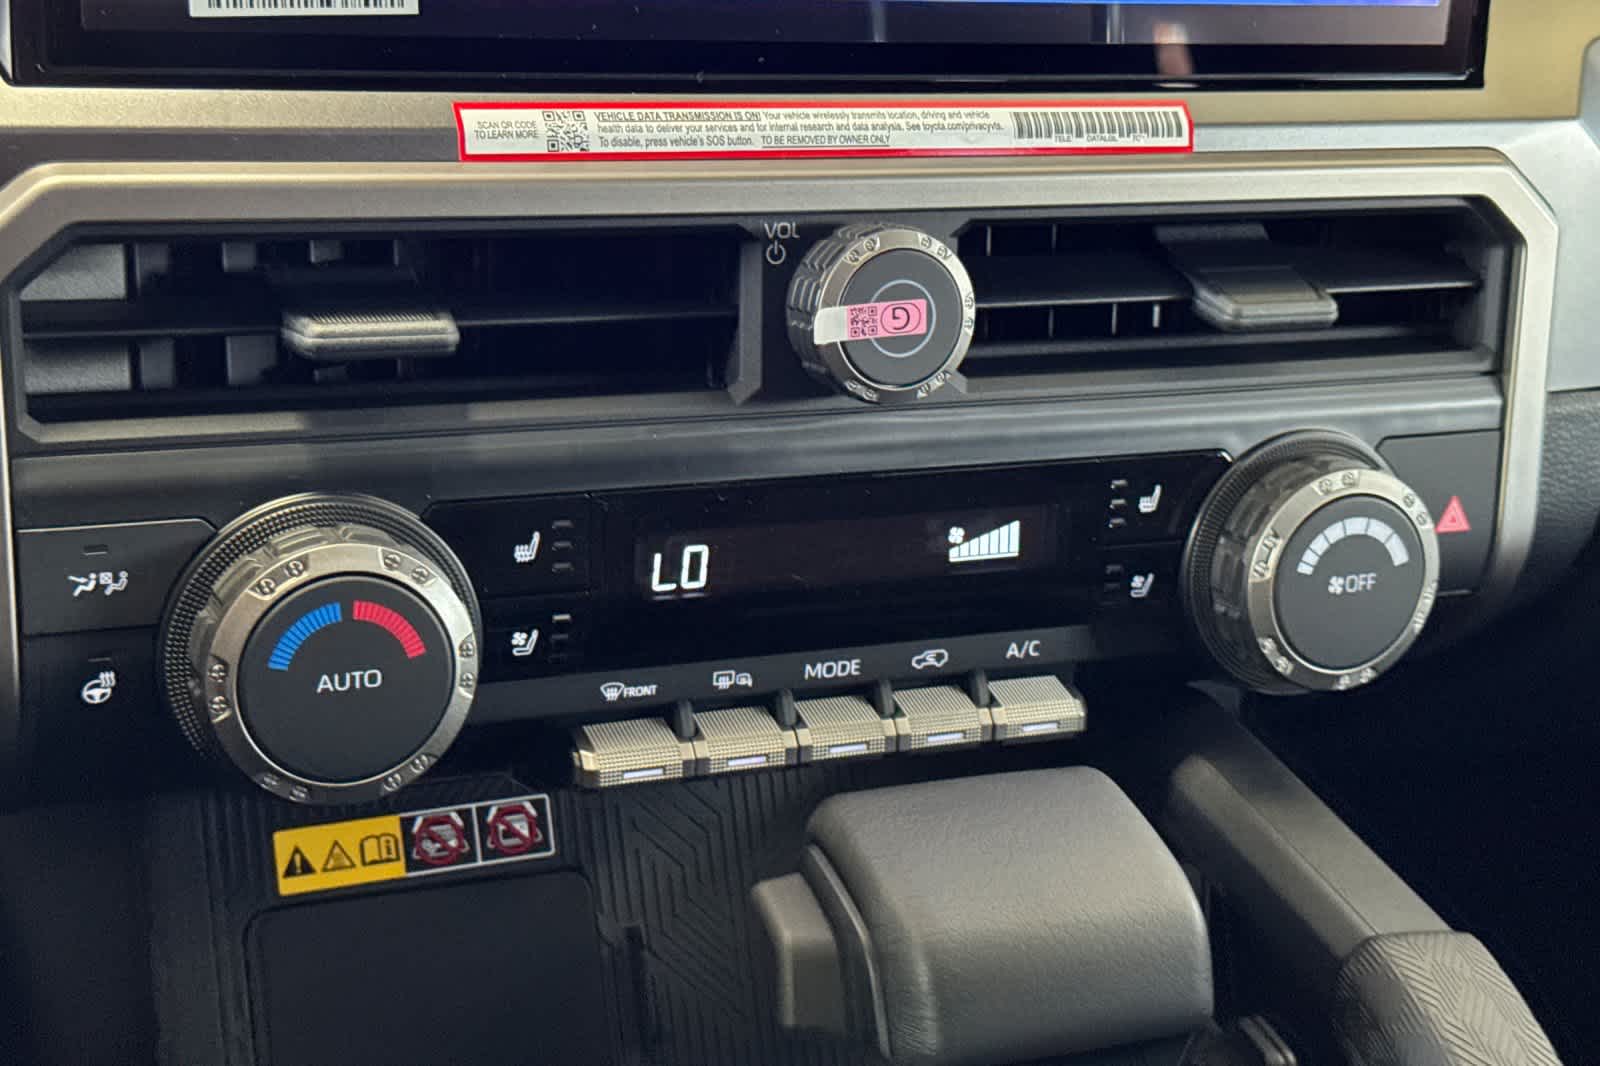 SCAN QR CODE
TO LEARN MORE
VEHICLE DATA TRANSMISSION IS ON! Your vehicle wirelessly transmits location, driving and vehicle
health data to deliver your services and for internal research and data analysis. See toyota.com/privacyvts.
To disable, press vehicle's SOS button. TO BE REMOVED BY OWNER ONLY
VOL
G
LO
OFF
AUTO
FRONT
MODE
A/C